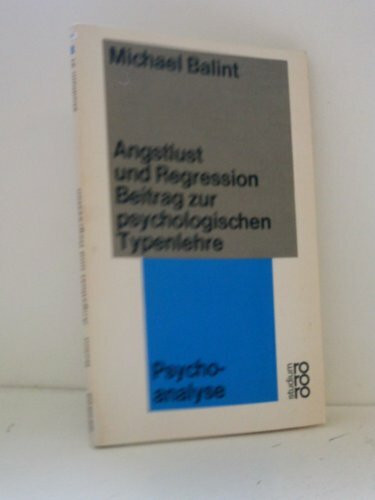 Michael Balint
Angstlust
und Regression
Beitrag zur
psychologischen
Typenlehre
Psycho-
analyse
studium
rororo